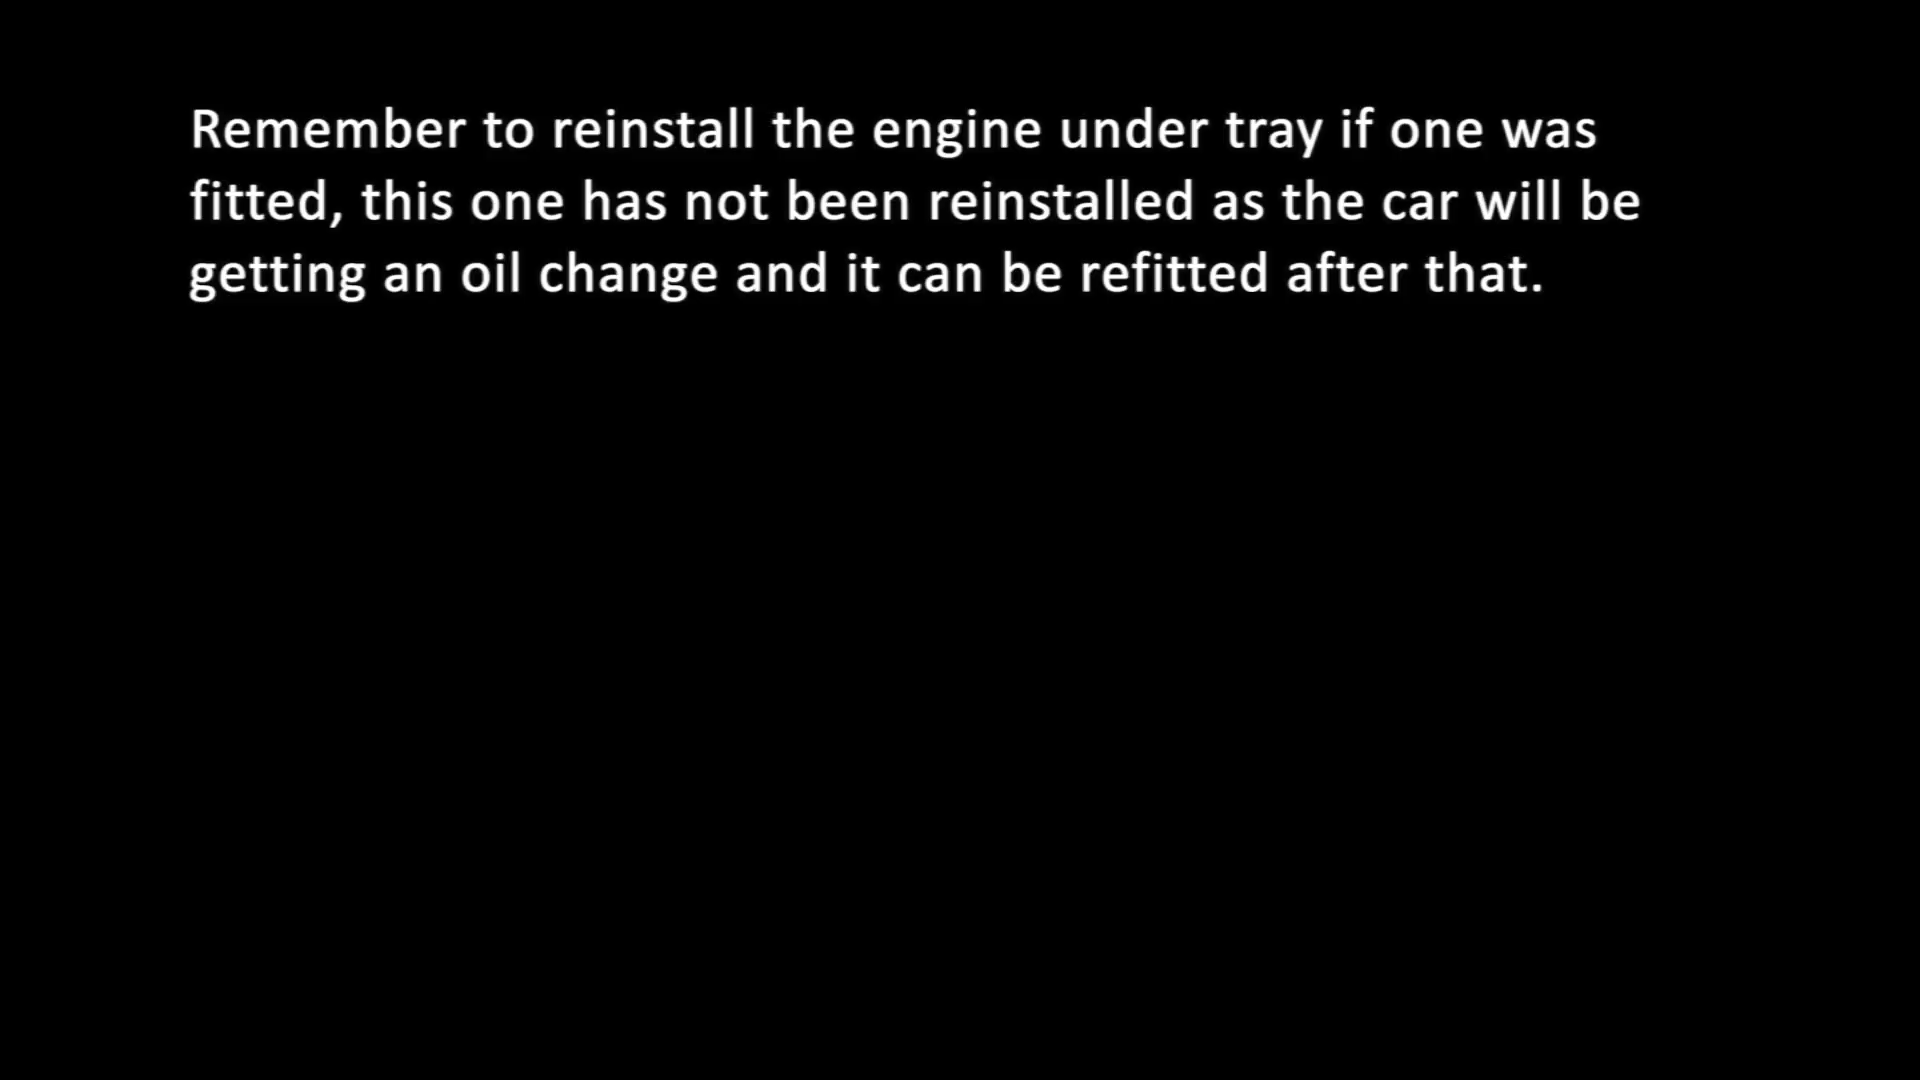 Remember to reinstall the engine under tray if one was
fitted, this one has not been reinstalled as the car will be
getting an oil change and it can be refitted after that.